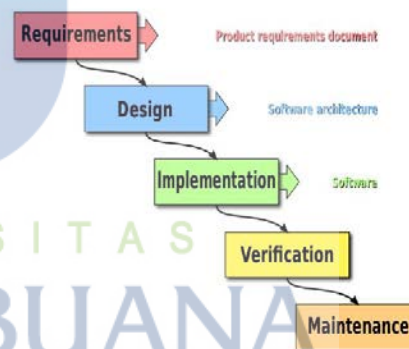 Requirements
Product requirements document
Design
Software architecture
Implementation
Software
SITAS
Verification
BUANA
Maintenance